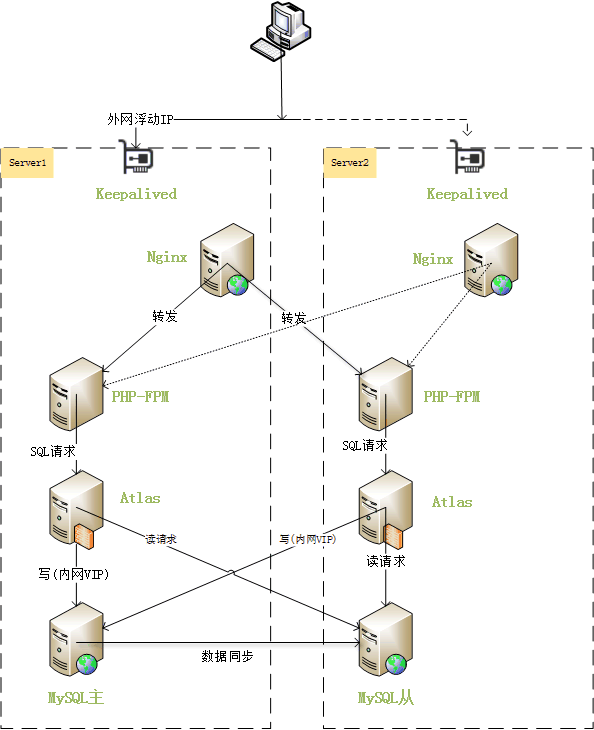 外网浮动IP
Server1
Server2
Keepalived
Keepalived
Nginx
Nginx
转发
转发
PHP-FPM
PHP-FPM
SQL请求
SQL请求
Atlas
Atlas
读请求
写(内网VIP)
读请求
写(内网VIP)
数据同步
MySQL主
MySQL从